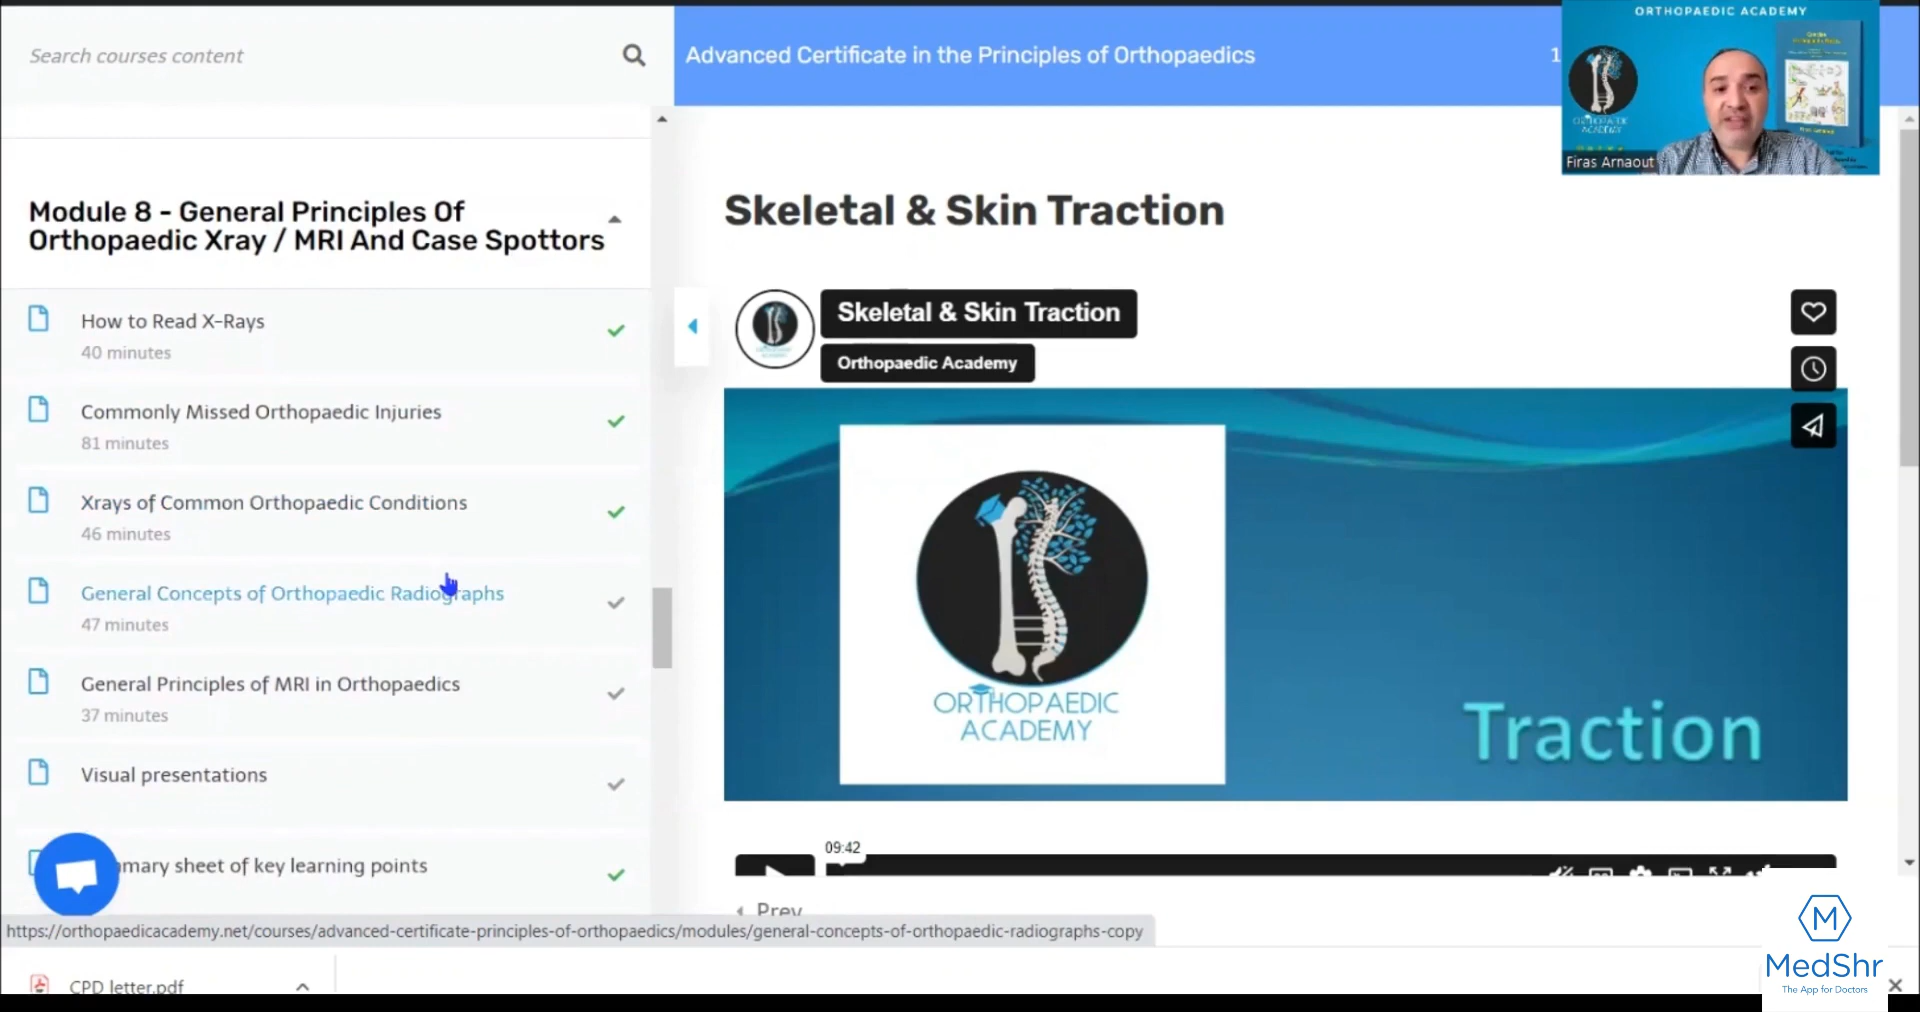 Search courses content
Advanced Certificate in the Principles of Orthopaedics
1
ORTHOPAEDIC ACADEMY
Firas Arnaout
Module 8 - General Principles Of
Orthopaedic Xray / MRI And Case Spottors
How to Read X-Rays
40 minutes
Commonly Missed Orthopaedic Injuries
81 minutes
Xrays of Common Orthopaedic Conditions
46 minutes
General Concepts of Orthopaedic Radiographs
47 minutes
General Principles of MRI in Orthopaedics
37 minutes
Visual presentations
mary sheet of key learning points
Skeletal & Skin Traction
Skeletal & Skin Traction
Orthopaedic Academy
ORTHOPAEDIC
ACADEMY
Traction
09:42
Prev
https://orthopaedicacademy.net/courses/advanced-certificate-principles-of-orthopaedics/modules/general-concepts-of-orthopaedic-radiographs-copy
CPD letter.pdf
M
MedShr
The App for Doctors